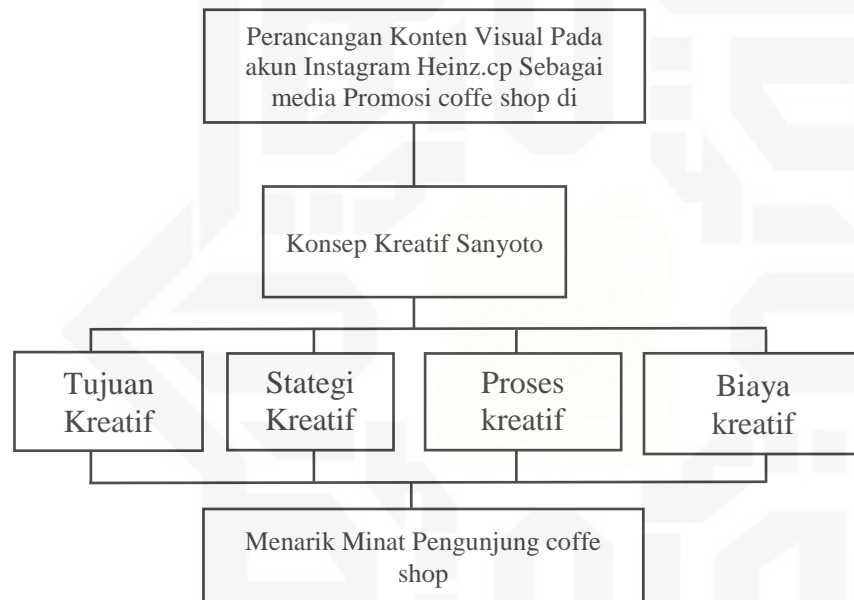 Perancangan Konten Visual Pada
akun Instagram Heinz.cp Sebagai
media Promosi coffe shop di
Konsep Kreatif Sanyoto
Tujuan
Kreatif
Stategi
Kreatif
Proses
kreatif
Biaya
kreatif
Menarik Minat Pengunjung coffe
shop